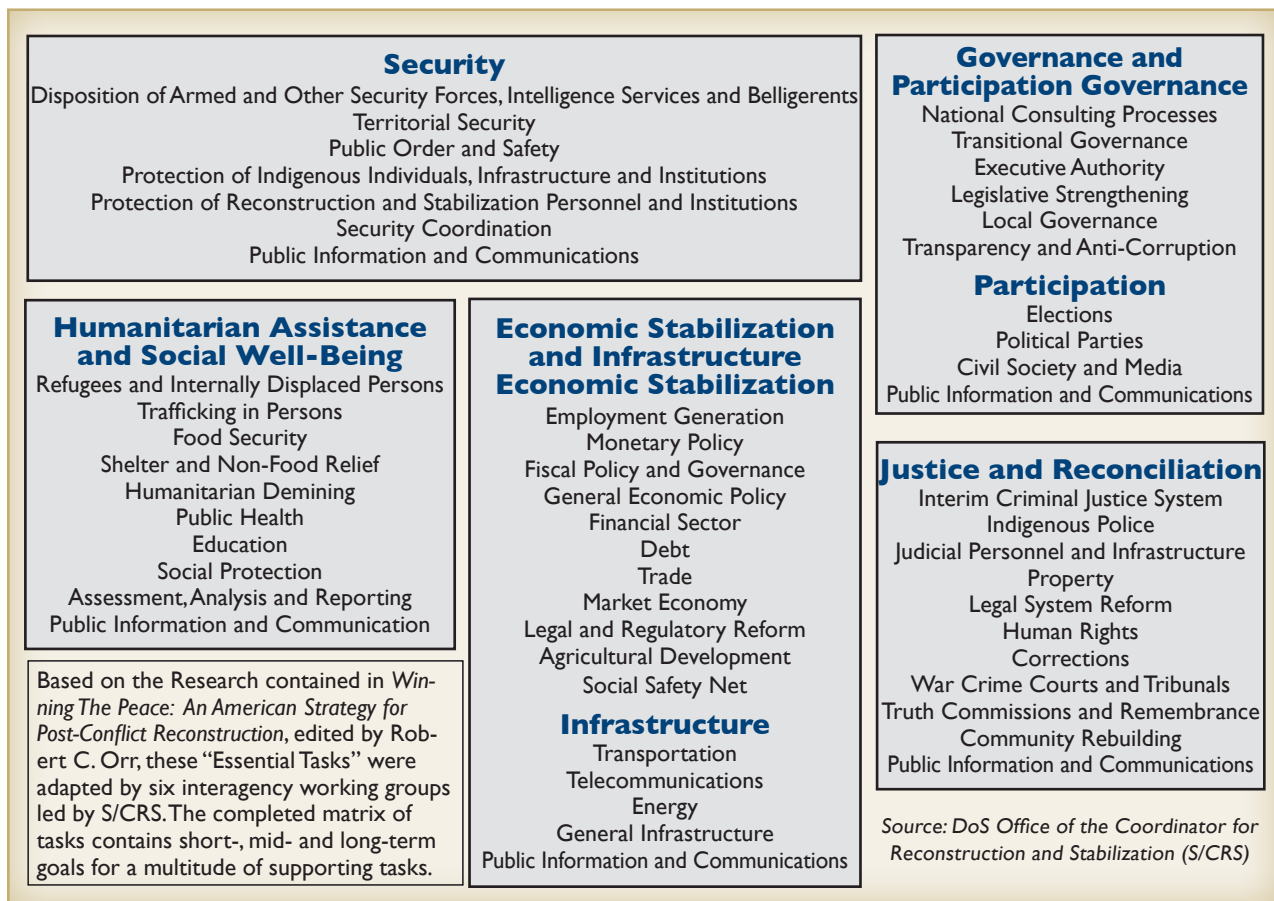 Security
Disposition of Armed and Other Security Forces, Intelligence Services and Belligerents
Territorial Security
Public Order and Safety
Protection of Indigenous Individuals, Infrastructure and Institutions
Protection of Reconstruction and Stabilization Personnel and Institutions
Security Coordination
Public Information and Communications
Governance and
Participation Governance
National Consulting Processes
Transitional Governance
Executive Authority
Legislative Strengthening
Local Governance
Transparency and Anti-Corruption
Participation
Elections
Political Parties
Civil Society and Media
Public Information and Communications
Humanitarian Assistance
and Social Well-Being
Refugees and Internally Displaced Persons
Trafficking in Persons
Food Security
Shelter and Non-Food Relief
Humanitarian Demining
Public Health
Education
Social Protection
Assessment, Analysis and Reporting
Public Information and Communication
Economic Stabilization
and Infrastructure
Economic Stabilization
Employment Generation
Monetary Policy
Fiscal Policy and Governance
General Economic Policy
Financial Sector
Debt
Trade
Market Economy
Legal and Regulatory Reform
Agricultural Development
Social Safety Net
Infrastructure
Transportation
Telecommunications
Energy
General Infrastructure
Public Information and Communications
Justice and Reconciliation
Interim Criminal Justice System
Indigenous Police
Judicial Personnel and Infrastructure
Property
Legal System Reform
Human Rights
Corrections
War Crime Courts and Tribunals
Truth Commissions and Remembrance
Community Rebuilding
Public Information and Communications
Based on the Research contained in Win-
ning The Peace: An American Strategy for
Post-Conflict Reconstruction, edited by Rob-
ert C. Orr, these “Essential Tasks” were
adapted by six interagency working groups
led by S/CRS. The completed matrix of
tasks contains short-, mid- and long-term
goals for a multitude of supporting tasks.
Source: DoS Office of the Coordinator for
Reconstruction and Stabilization (S/CRS)